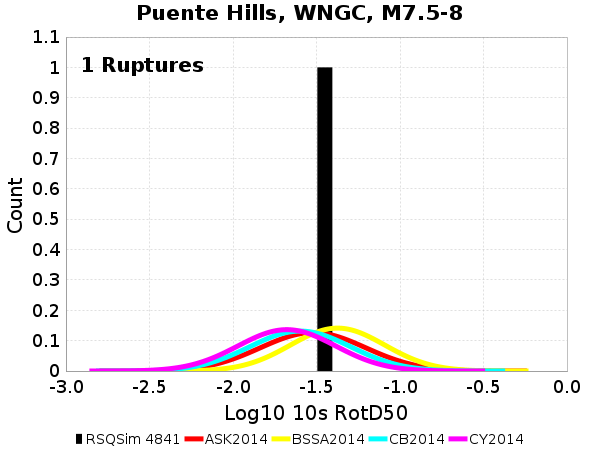 Puente Hills, WNGC, M7.5-8
1.1
1 Ruptures
1
0.9
0.8
0.7
0.6
0.5
0.4
0.3
0.2
0.1
0
Count
-3.0 -2.5 -2.0 -1.5 -1.0 -0.5 0.0
Log10 10s RotD50
RSQSim 4841 ASK2014 BSSA2014 CB2014 CY2014